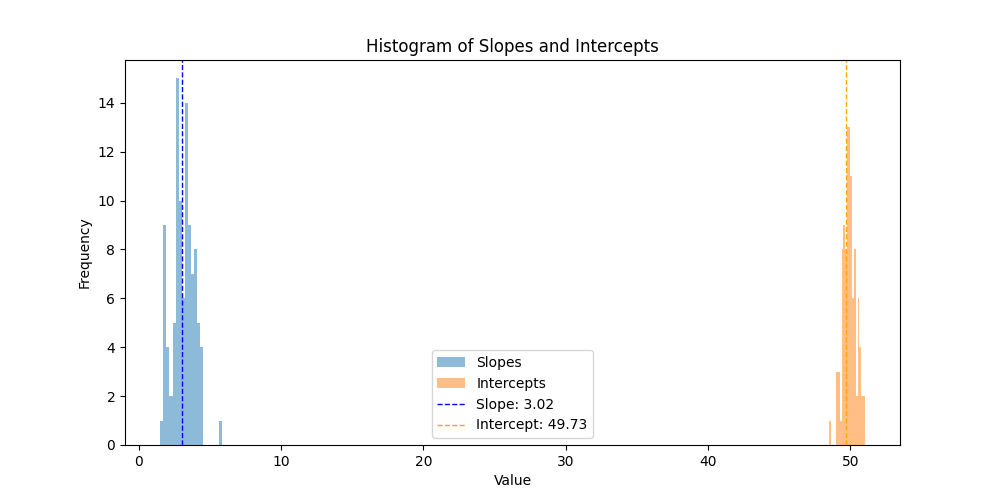 Histogram of Slopes and Intercepts
Frequency
14
12
10
8
6
4
2
0
Slopes
Intercepts
Slope: 3.02
Intercept: 49.73
0 10 20 30 40 50
Value